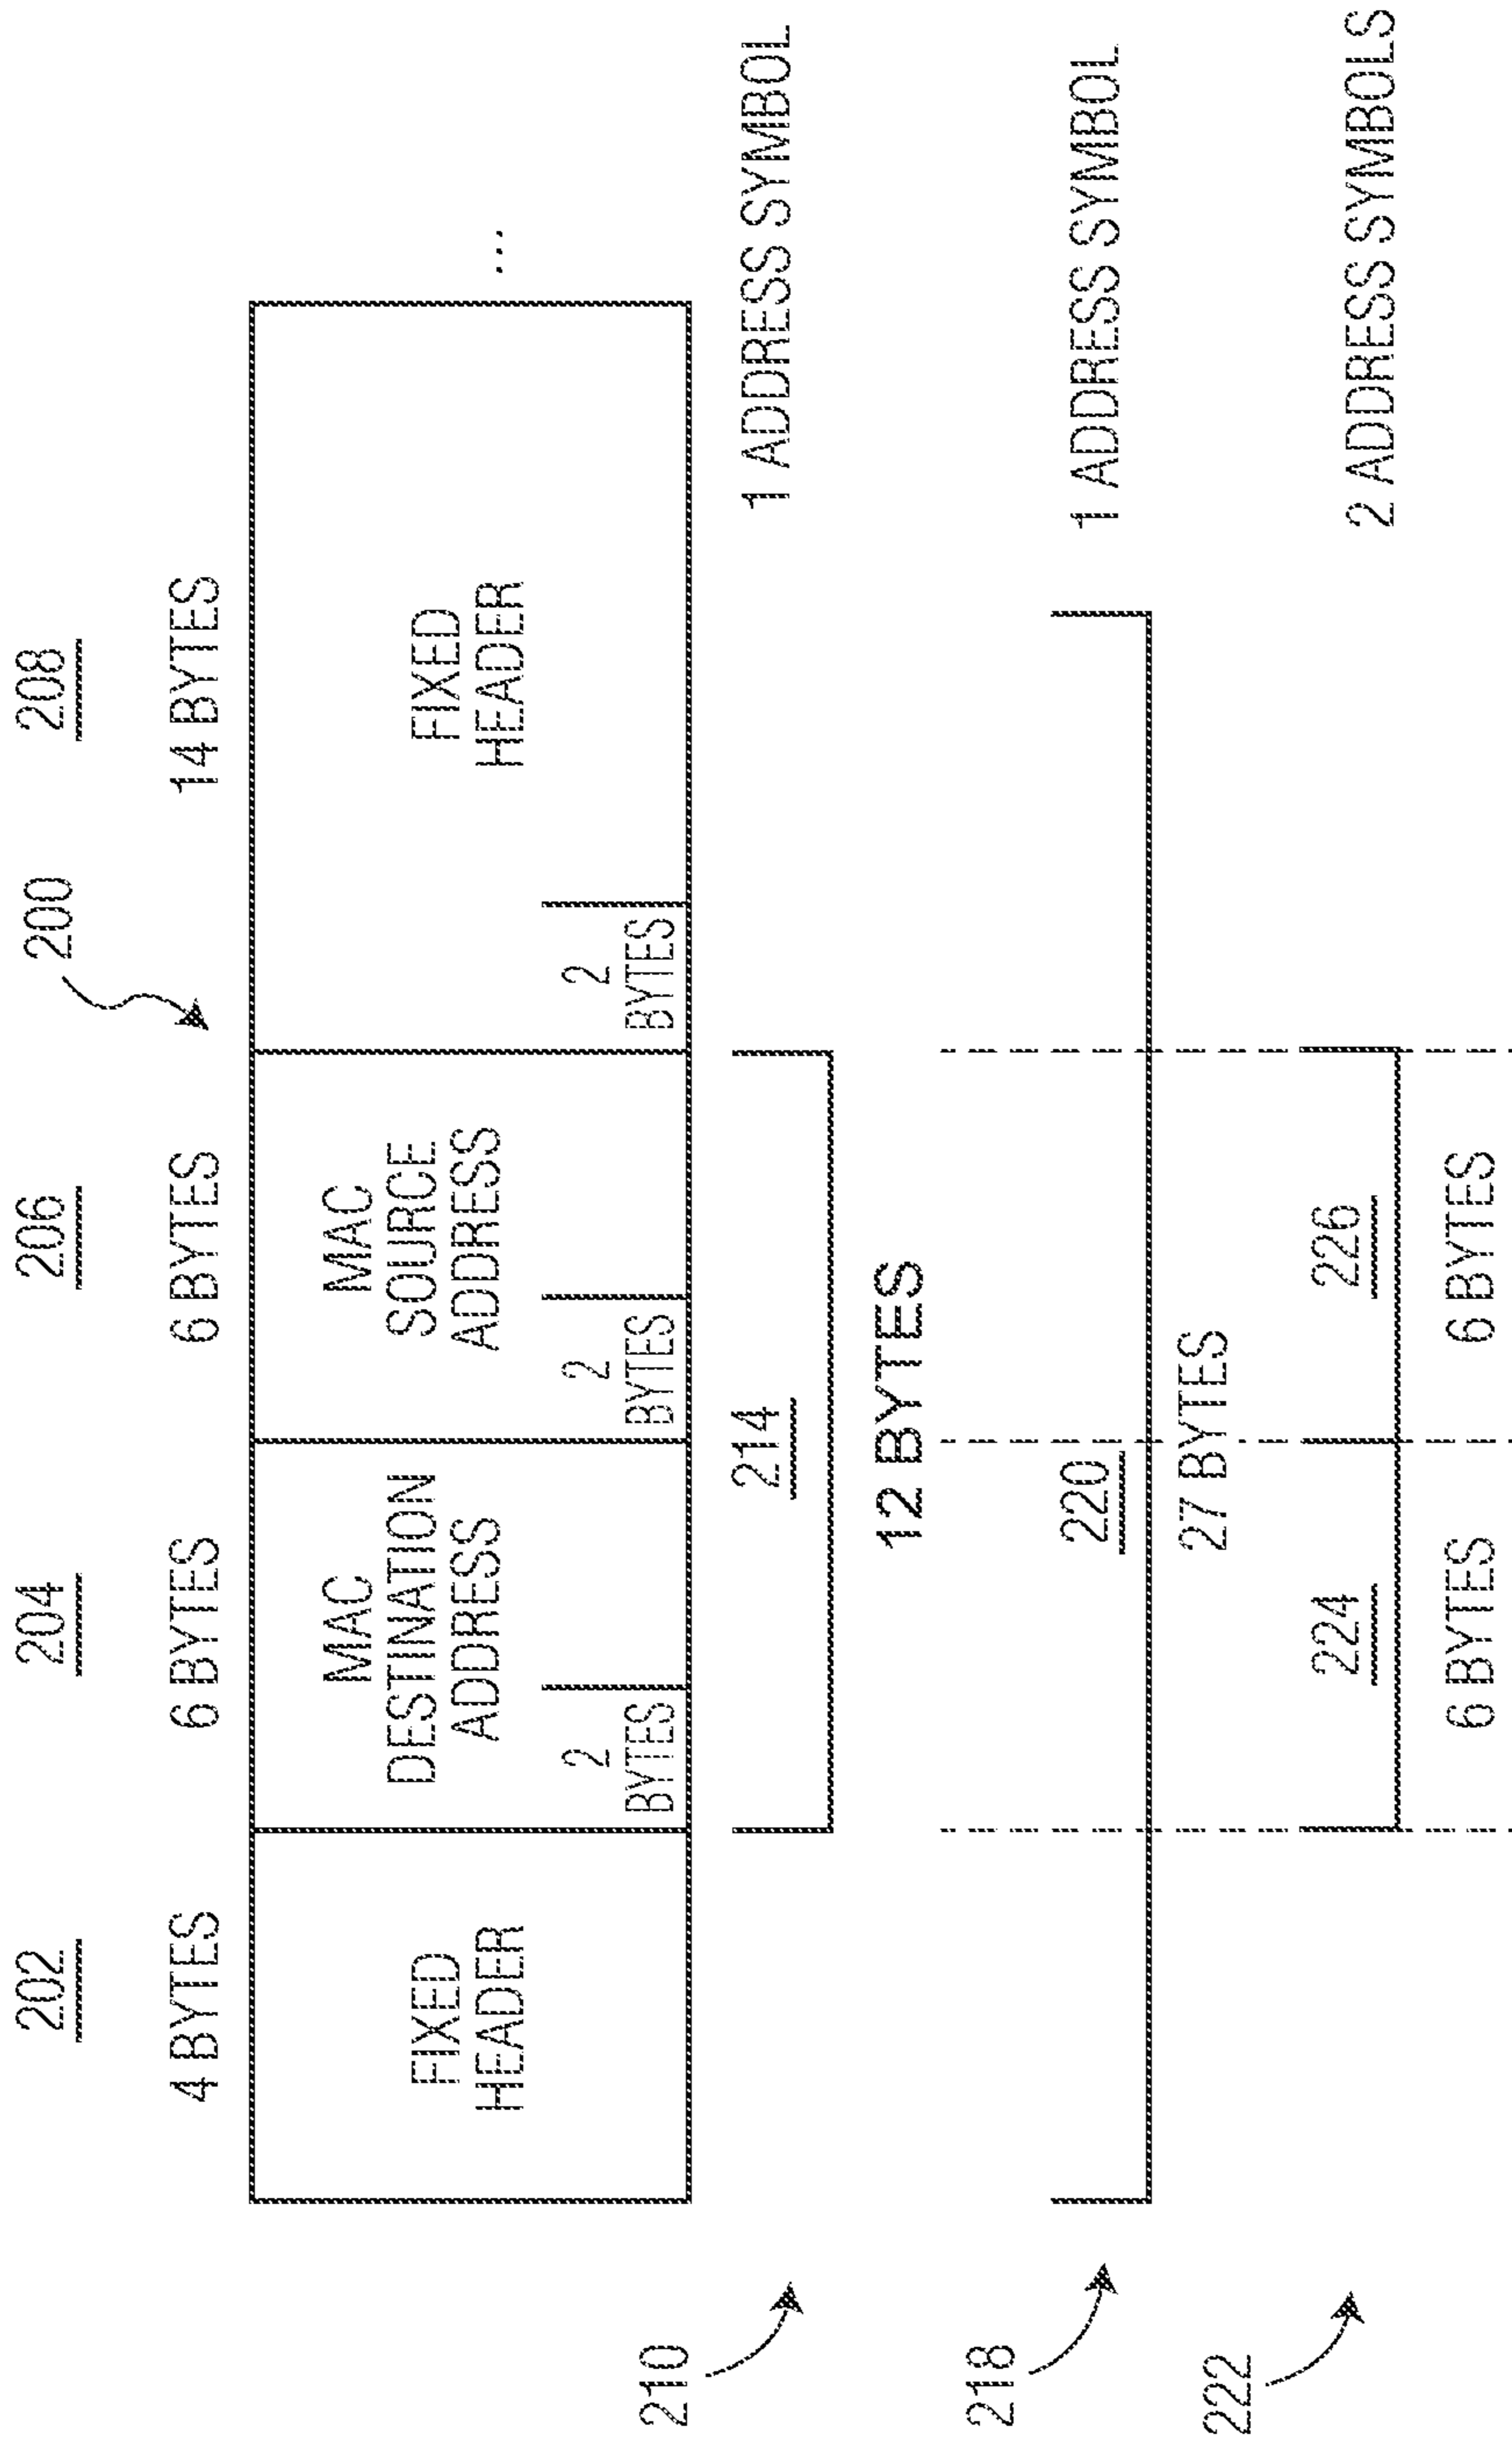 200
202
204
206
208
4 BYTES
6 BYTES
6 BYTES
14 BYTES
FIXED
HEADER
MAC
DESTINATION
ADDRESS
2
BYTES
MAC
SOURCE
ADDRESS
2
BYTES
FIXED
HEADER
2
BYTES
...
210
214
12 BYTES
1 ADDRESS SYMBOL
218
220
27 BYTES
1 ADDRESS SYMBOL
222
224
226
6 BYTES
6 BYTES
2 ADDRESS SYMBOLS